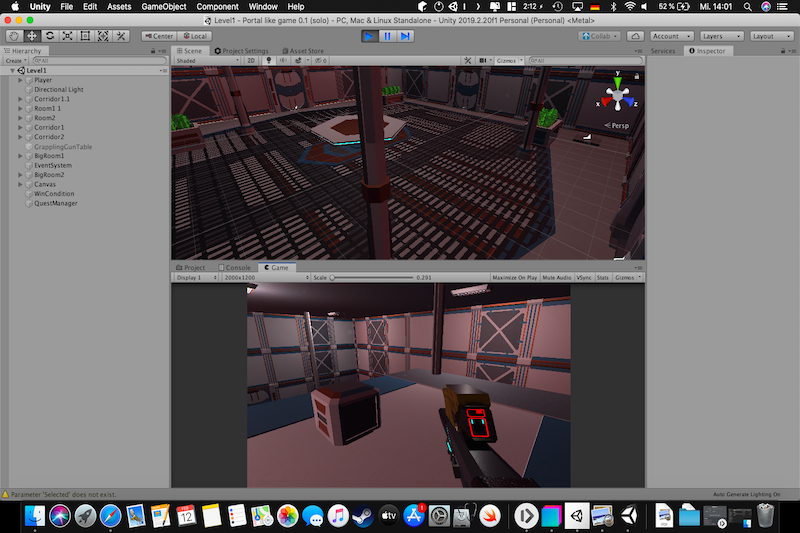 Unity File Edit Assets GameObject Component Window Help 2:12 52 % Mi. 14:01
Level1 - Portal like game 0.1 (solo) - PC, Mac & Linux Standalone - Unity 2019.2.20f1 Personal (Personal) <Metal>
Center Local Collab Account Layers Layout
Hierarchy Scene Project Settings Asset Store Services Inspector
Create All Shaded 2D 0 Gizmos All
Level1
Player
Directional Light
Corridor1.1
Room1 1
Room2
Corridor1
Corridor2
GrapplingGunTable
BigRoom1
EventSystem
BigRoom2
Canvas
WinCondition
QuestManager
y
x
z
Persp
Project Console Game
Display 1 2000x1200 Scale 0.291 Maximize On Play Mute Audio VSync Stats Gizmos
Parameter 'Selected' does not exist.
Auto Generate Lighting On
12
1
tv